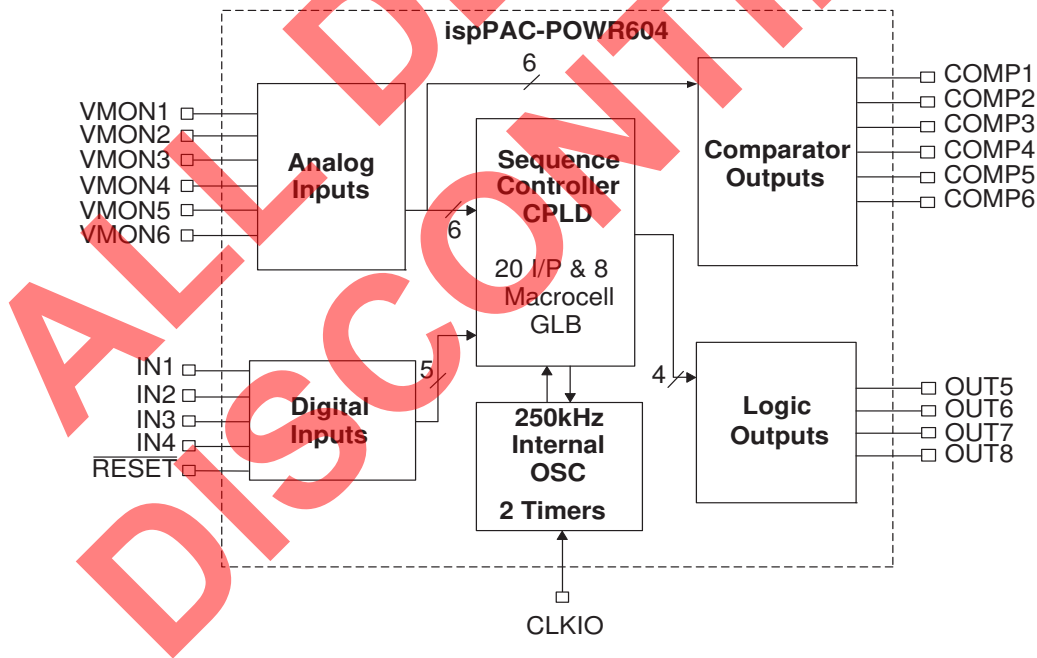 ispPAC-POWR604
6
VMON1
VMON2
VMON3
VMON4
VMON5
VMON6
Analog
Inputs
6
Sequence
Controller
CPLD
20 I/P & 8
Macrocell
GLB
Comparator
Outputs
COMP1
COMP2
COMP3
COMP4
COMP5
COMP6
IN1
IN2
IN3
IN4
RESET
Digital
Inputs
5
250kHz
Internal
OSC
2 Timers
4
Logic
Outputs
OUT5
OUT6
OUT7
OUT8
CLKIO
ALL